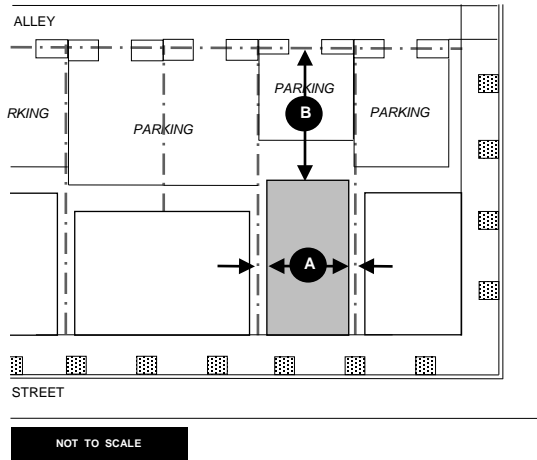 ALLEY
PARKING
RKING
B
PARKING
PARKING
A
STREET
NOT TO SCALE